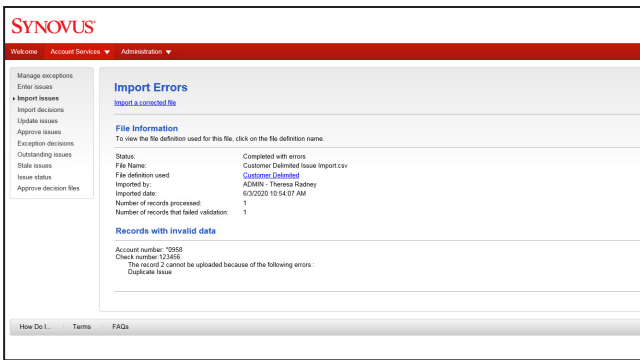 SYNOVUS®
Welcome Account Services Administration
Manage exceptions
Enter issues
Import issues
Import decisions
Update issues
Approve issues
Exception decisions
Outstanding issues
Stale issues
Issue status
Approve decision files
Import Errors
Import a corrected file
File Information
To view the file definition used for this file, click on the file definition name.
Status: Completed with errors
File Name: Customer Delimited Issue Import.csv
File definition used: Customer Delimited
Imported by: ADMIN - Theresa Radney
Imported date: 6/3/2020 10:54:07 AM
Number of records processed: 1
Number of records that failed validation: 1
Records with invalid data
Account number: *0958
Check number:123456
The record 2 cannot be uploaded because of the following errors :
Duplicate Issue
How Do I... Terms FAQs